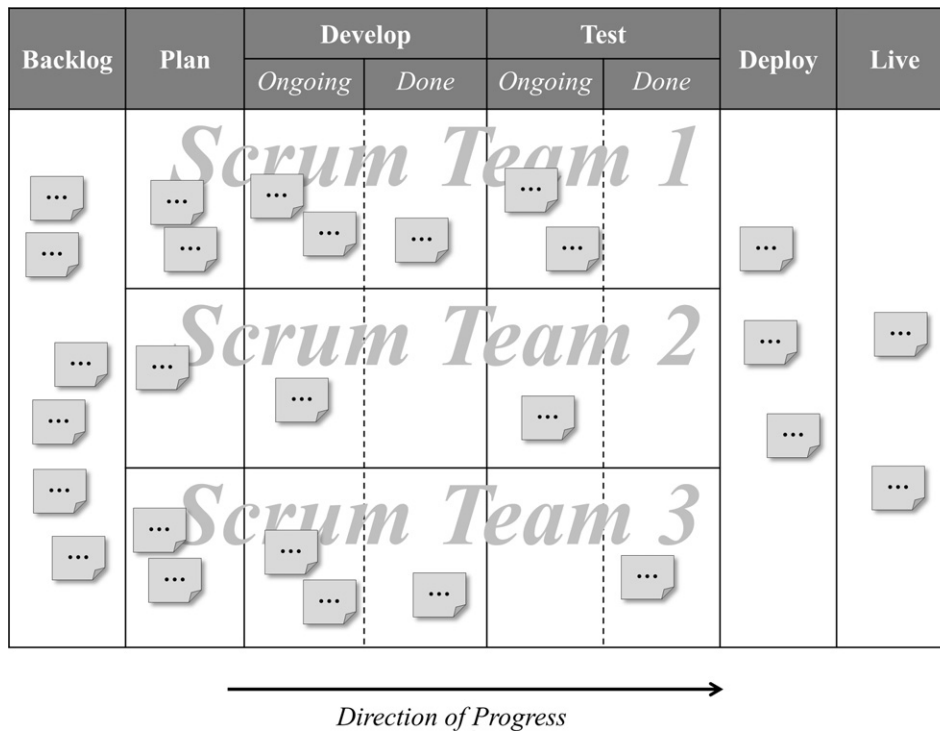 Backlog
Plan
Develop
Test
Deploy
Live
Ongoing
Done
Ongoing
Done
Scrum Team 1
Scrum Team 2
Scrum Team 3
Direction of Progress